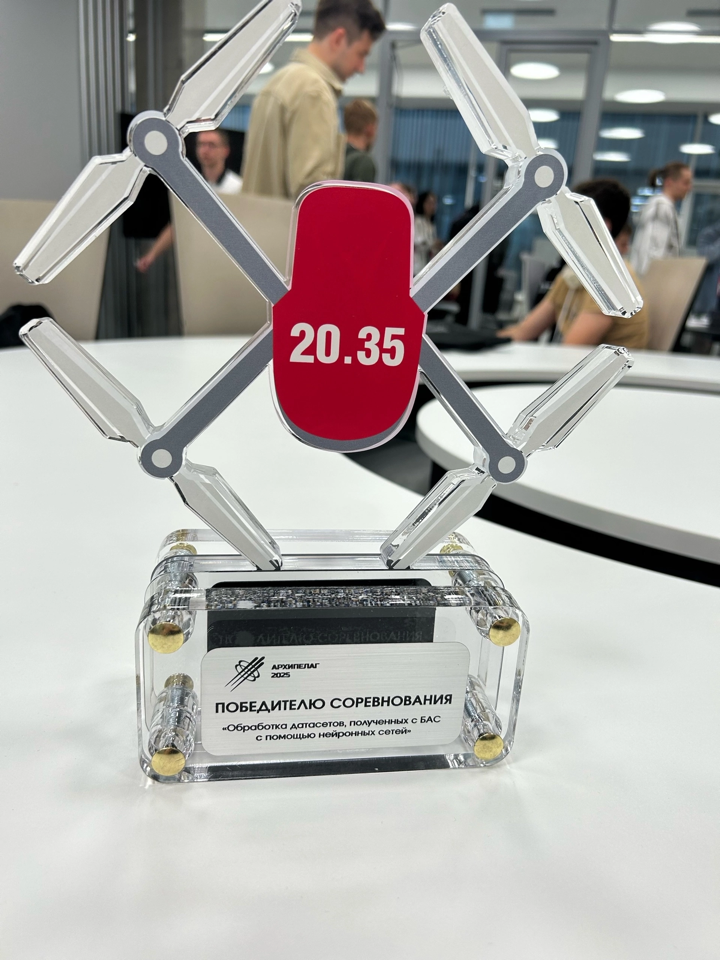 20.35
АРХИПЕЛАГ
2025
ПОБЕДИТЕЛЮ СОРЕВНОВАНИЯ
«Обработка датасетов, полученных с БАС
с помощью нейронных сетей»